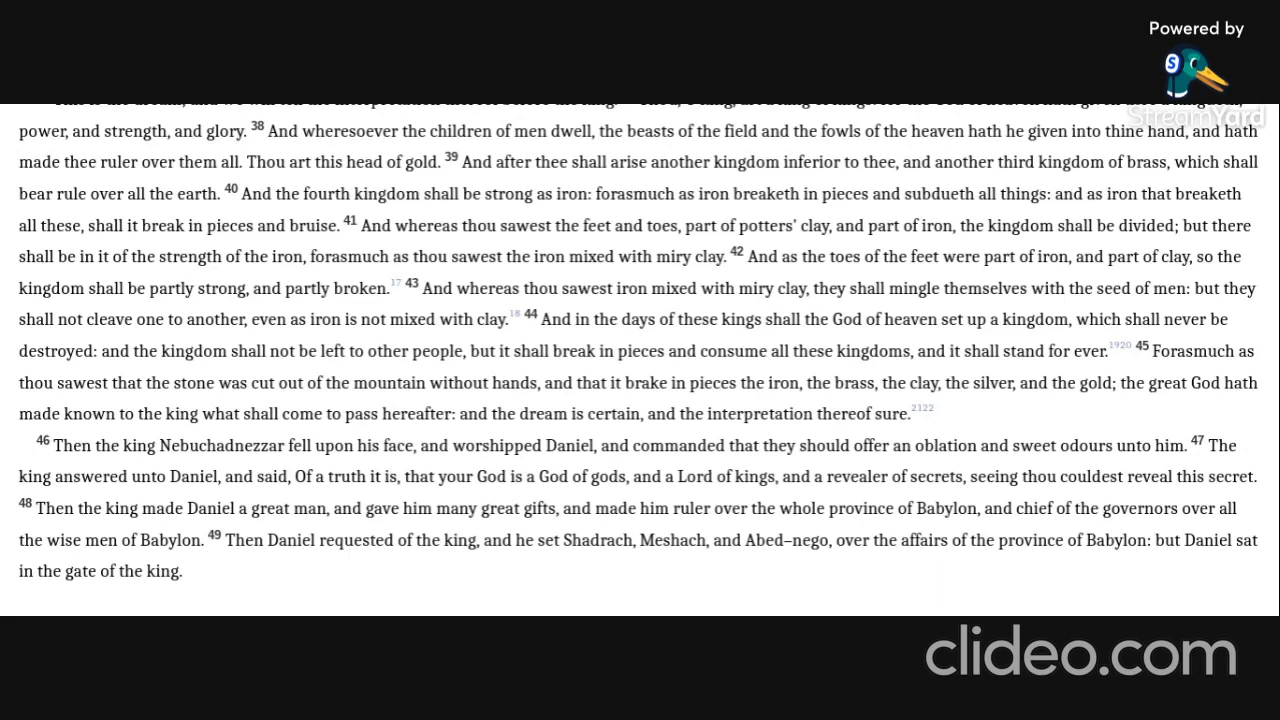 Powered by
StreamYard
power, and strength, and glory. 38 And wheresoever the children of men dwell, the beasts of the field and the fowls of the heaven hath he given into thine hand, and hath
made thee ruler over them all. Thou art this head of gold. 39 And after thee shall arise another kingdom inferior to thee, and another third kingdom of brass, which shall
bear rule over all the earth. 40 And the fourth kingdom shall be strong as iron: forasmuch as iron breaketh in pieces and subdueth all things: and as iron that breaketh
all these, shall it break in pieces and bruise. 41 And whereas thou sawest the feet and toes, part of potters' clay, and part of iron, the kingdom shall be divided; but there
shall be in it of the strength of the iron, forasmuch as thou sawest the iron mixed with miry clay. 42 And as the toes of the feet were part of iron, and part of clay, so the
kingdom shall be partly strong, and partly broken.17 43 And whereas thou sawest iron mixed with miry clay, they shall mingle themselves with the seed of men: but they
shall not cleave one to another, even as iron is not mixed with clay.18 44 And in the days of these kings shall the God of heaven set up a kingdom, which shall never be
destroyed: and the kingdom shall not be left to other people, but it shall break in pieces and consume all these kingdoms, and it shall stand for ever.1920 45 Forasmuch as
thou sawest that the stone was cut out of the mountain without hands, and that it brake in pieces the iron, the brass, the clay, the silver, and the gold; the great God hath
made known to the king what shall come to pass hereafter: and the dream is certain, and the interpretation thereof sure.2122
46 Then the king Nebuchadnezzar fell upon his face, and worshipped Daniel, and commanded that they should offer an oblation and sweet odours unto him. 47 The
king answered unto Daniel, and said, Of a truth it is, that your God is a God of gods, and a Lord of kings, and a revealer of secrets, seeing thou couldest reveal this secret.
48 Then the king made Daniel a great man, and gave him many great gifts, and made him ruler over the whole province of Babylon, and chief of the governors over all
the wise men of Babylon. 49 Then Daniel requested of the king, and he set Shadrach, Meshach, and Abed–nego, over the affairs of the province of Babylon: but Daniel sat
in the gate of the king.
clideo.com